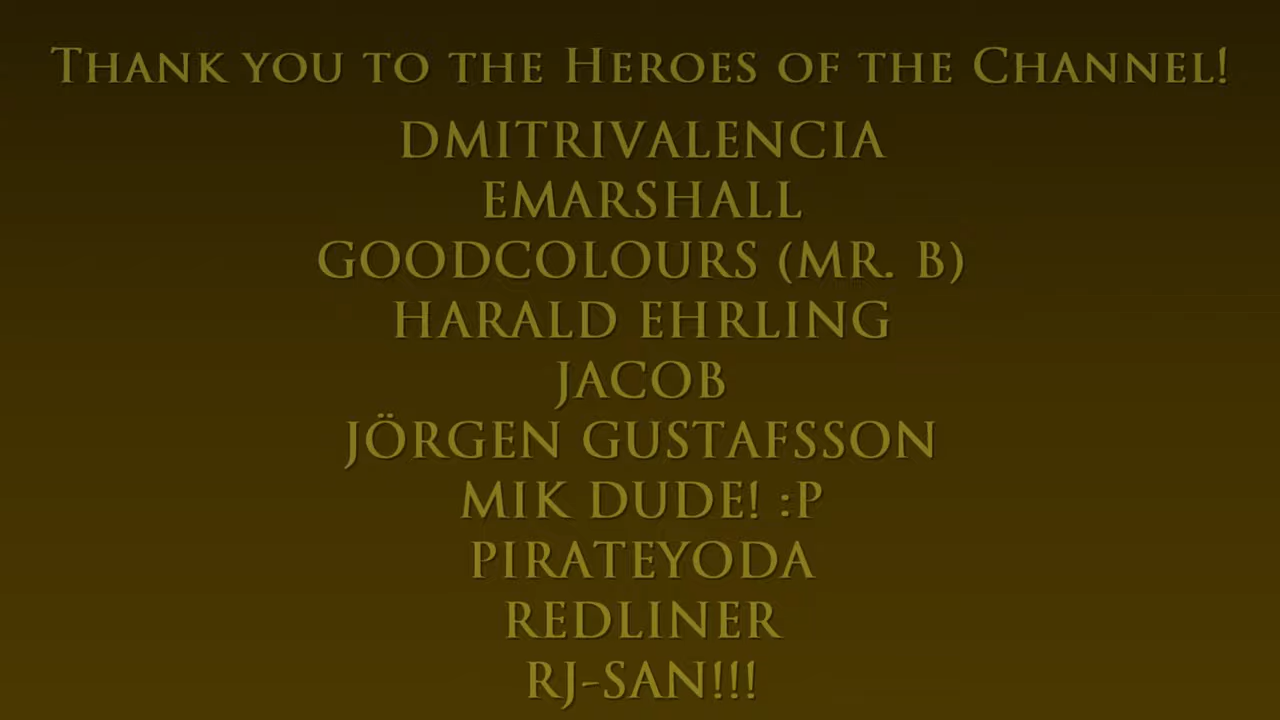 Thank you to the Heroes of the Channel!
DMITRIVALENCIA
EMARSHALL
GOODCOLOURS (MR. B)
HARALD EHRLING
JACOB
JÖRGEN GUSTAFSSON
MIK DUDE! :P
PIRATEYODA
REDLINER
RJ-SAN!!!